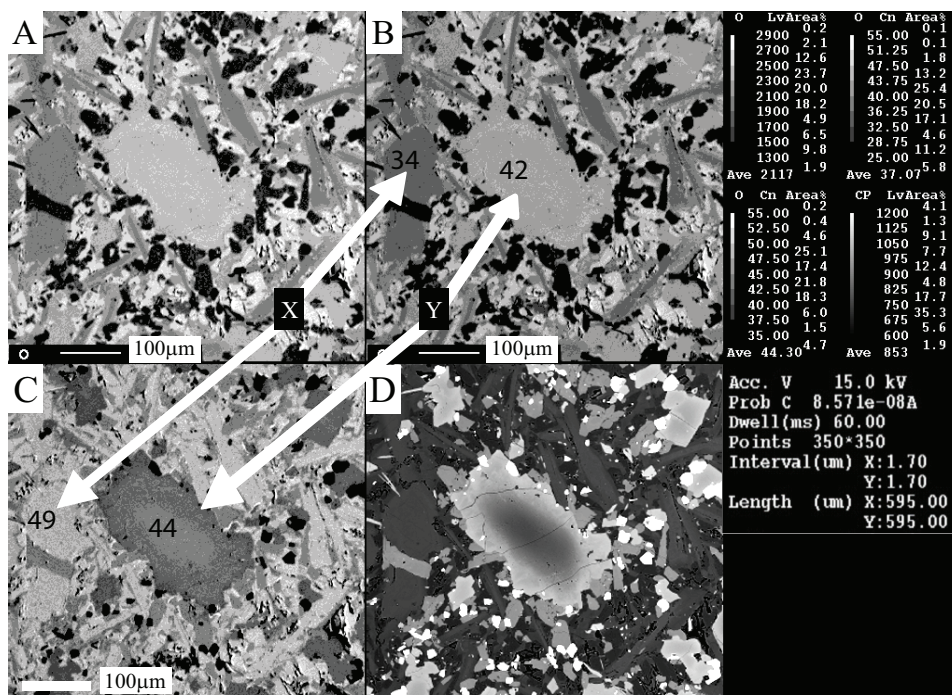 A
B
34
42
X
Y
O
100μm
O
100μm
C
D
49
44
100μm
O LvArea%
0.2
2900
2.1
2700
12.6
2500
23.7
2300
20.0
2100
18.2
1900
4.9
1700
6.5
1500
9.8
1300
1.9
Ave 2117
O Cn Area%
0.1
55.00
0.1
51.25
1.8
47.50
13.2
43.75
25.4
40.00
20.5
36.25
17.1
32.50
4.6
28.75
11.2
25.00
5.8
Ave 37.07
O Cn Area%
0.2
55.00
0.4
52.50
4.6
50.00
25.1
47.50
17.4
45.00
21.8
42.50
18.3
40.00
6.0
37.50
1.5
35.00
4.7
Ave 44.30
CP LvArea%
4.1
1200
1.3
1125
9.1
1050
7.7
975
12.4
900
4.8
825
17.7
750
35.3
675
5.8
600
1.9
Ave 853
Acc. V 15.0 kV
Prob C 8.571e-08A
Dwell(ms) 60.00
Points 350*350
Interval(um) X:1.70
Y:1.70
Length (um) X:595.00
Y:595.00